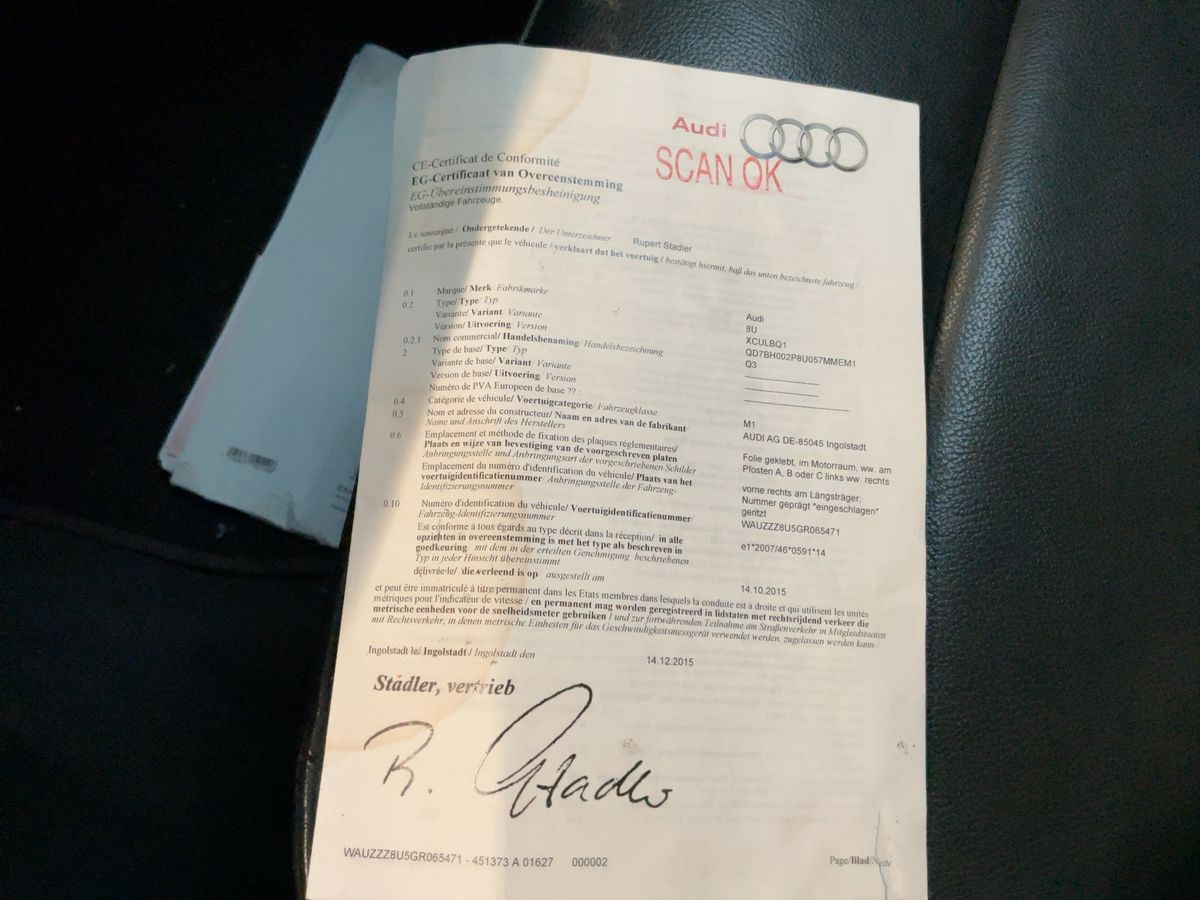 Audi
SCAN OK
CE-Certificat de Conformité
EG-Certificaat van Overeenstemming
EG-Übereinstimmungsbesheinigung
Vollständige Fahrzeuge.
Le soussigné / Ondergetekende / Der Unterzeichner Rupert Stadler
certifie par la présente que le véhicule / verklaart dat het voertuig / bestätigt hiermit, baß das unten bezeichnete fahrzeug /
0.1 Marque/ Merk Fabrikmarke Audi
0.2 Type/ Type Typ 8U
Variante/ Variant Variante XCULBQ1
Version/ Uitvoering Version QD7BH002P8U057MMEM1
0.2.1 Nom commercial/ Handelsbenaming / Handelsbezeichnung Q3
2 Type de base/ Type Typ
Variante de base/ Variant Variante
Version de base/ Uitvoering Version
Numéro de PVA Europeen de base ?? :
0.4 Catégorie de véhicule/ Voertuigcategorie Fahrzeugklasse M1
0.5 Nom et adresse du constructeur/ Naam en adres van de fabrikant AUDI AG DE-85045 Ingolstadt
Name und Anschrift des Herstellers
0.6 Emplacement et méthode de fixation des plaques réglementaires/ Folie geklebt, im Motorraum, ww. am
Plaats en wijze van bevestiging van de voorgeschreven platen Pfosten A, B oder C links ww. rechts
Anbringungsstelle und Anbringungsart der vorgeschriebenen Schilder
Emplacement du numéro d'identification du véhicule/ Plaats van het vorne rechts am Längsträger,
voertuigidentificatienummer Anbringungsstelle der Fahrzeug- Nummer geprägt *eingeschlagen*
Identifizierungsnummer geritzt
0.10 Numéro d'identification du véhicule/ Voertuigidentificatienummer WAUZZZ8U5GR065471
Fahrzeug-Identifizierungsnummer
Est conforme à tous égards au type décrit dans la réception/ in alle e1*2007/46*0591*14
opzichten in overeenstemming is met het type als beschreven in
goedkeuring mit dem in der erteilten Genehmigung beschriebenen
Typ in jeder Hinsicht übereinstimmt
délivrée le/ die verleend is op ausgestellt am 14.10.2015
et peut être immatriculé à titre permanent dans les Etats membres dans lesquels la conduite est à droite et qui utilisent les unités
métriques pour l'indicateur de vitesse / en permanent mag worden geregistreerd in lidstaten met rechtsrijdend verkeer die
metrische eenheden voor de snelheidsmeter gebruiken / und zur fortwährenden Teilnahme am Straßenverkehr in Mitgliedstaaten
mit Rechtsverkehr, in denen metrische Einheiten für das Geschwindigkeitsmessgerät verwendet werden, zugelassen werden kann
Ingolstadt le/ Ingolstadt / Ingolstadt den 14.12.2015
Stadler, vertrieb
R. Stadler
WAUZZZ8U5GR065471 - 451373 A 01627 000002
Page/Blad/Seite